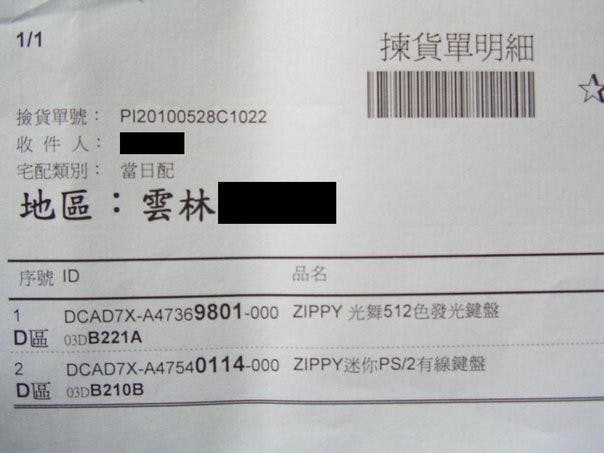 1/1
揀貨單明細
撿貨單號： PI20100528C1022
收件人：
宅配類別： 當日配
地區：雲林
序號 ID 品名
1 DCAD7X-A47369801-000 ZIPPY 光舞512色發光鍵盤
D區 03DB221A
2 DCAD7X-A47540114-000 ZIPPY迷你PS/2有線鍵盤
D區 03DB210B